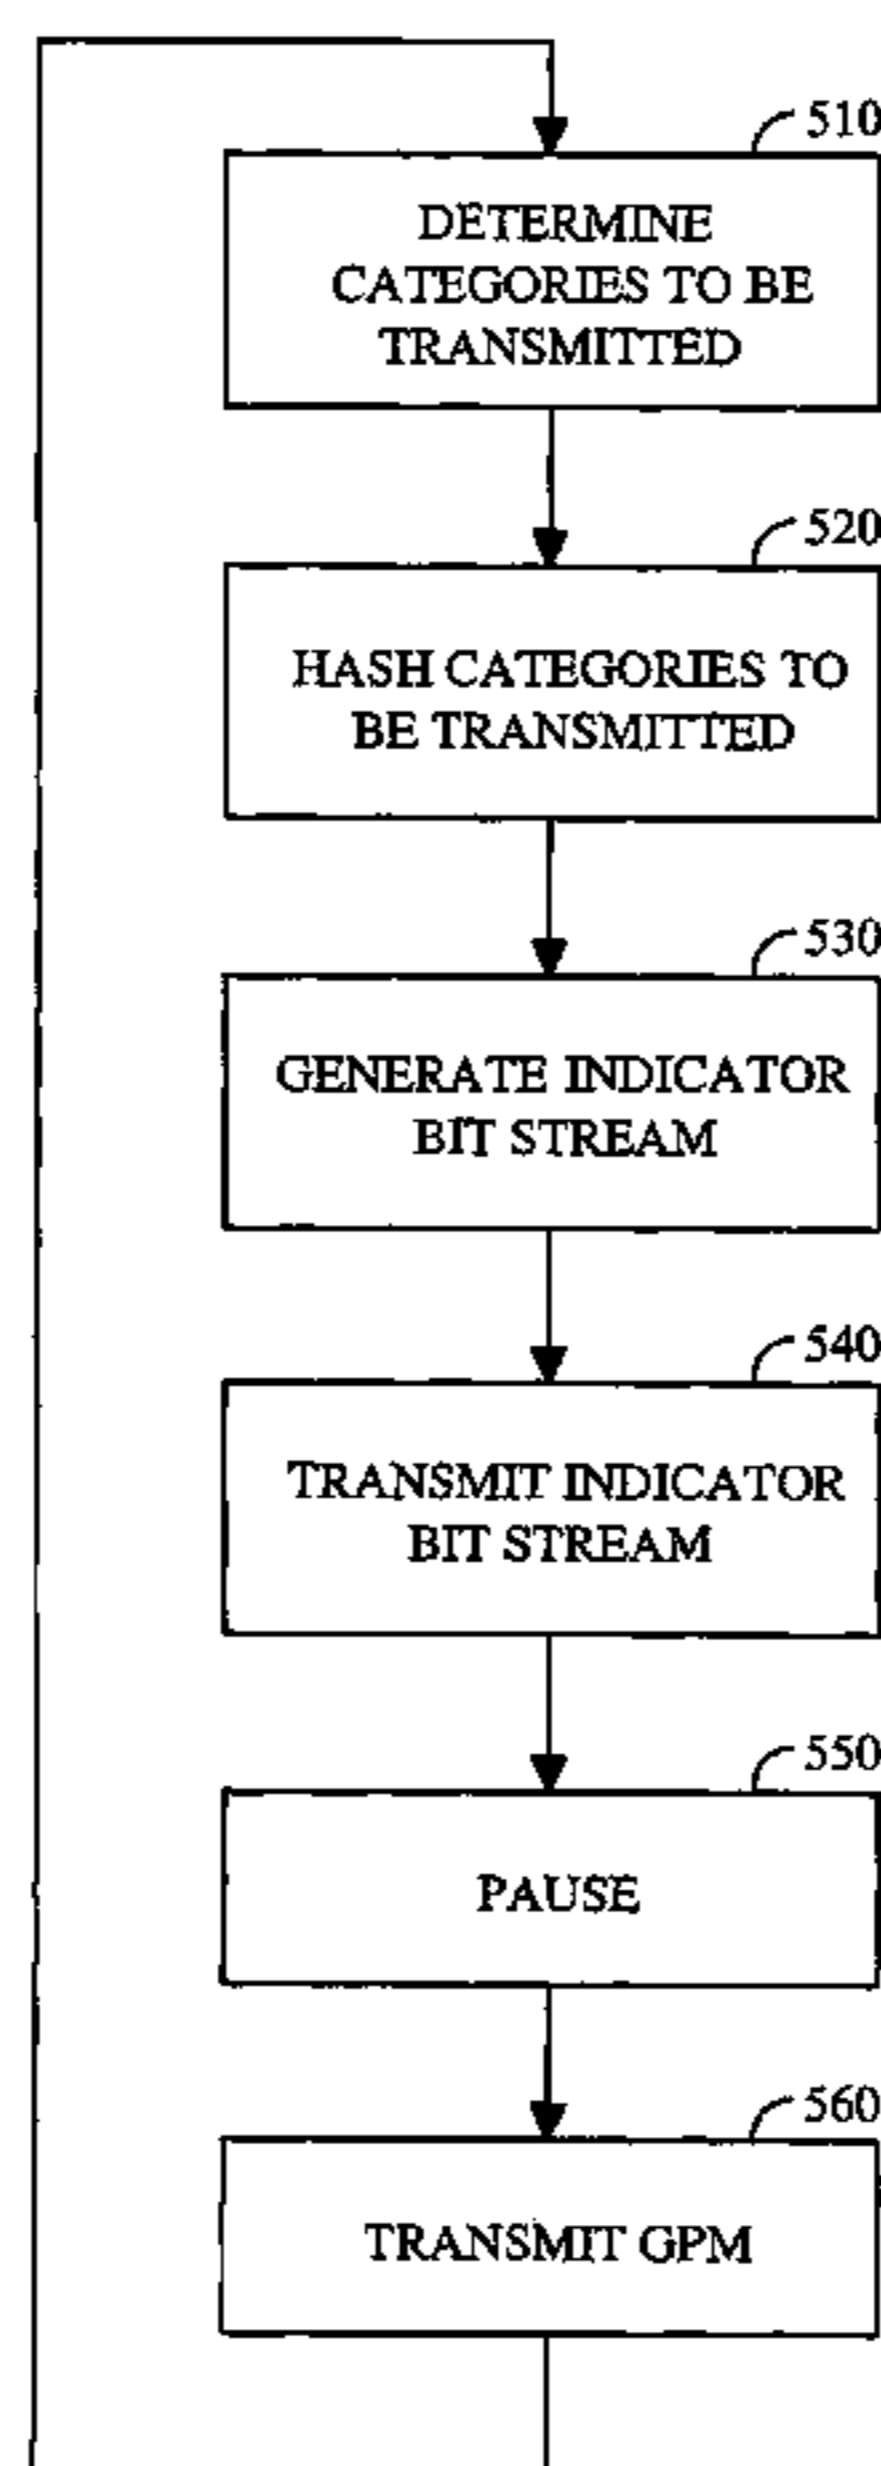 510
DETERMINE
CATEGORIES TO BE
TRANSMITTED
520
HASH CATEGORIES TO
BE TRANSMITTED
530
GENERATE INDICATOR
BIT STREAM
540
TRANSMIT INDICATOR
BIT STREAM
550
PAUSE
560
TRANSMIT GPM